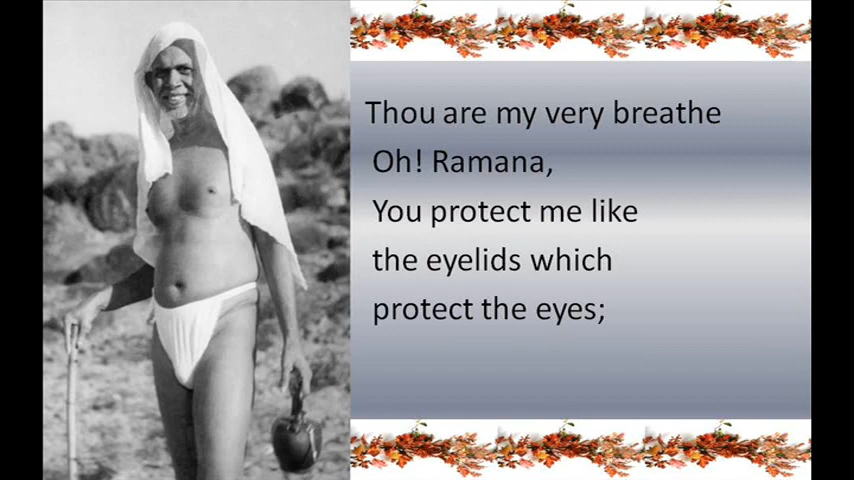 Thou are my very breathe
Oh! Ramana,
You protect me like
the eyelids which
protect the eyes;